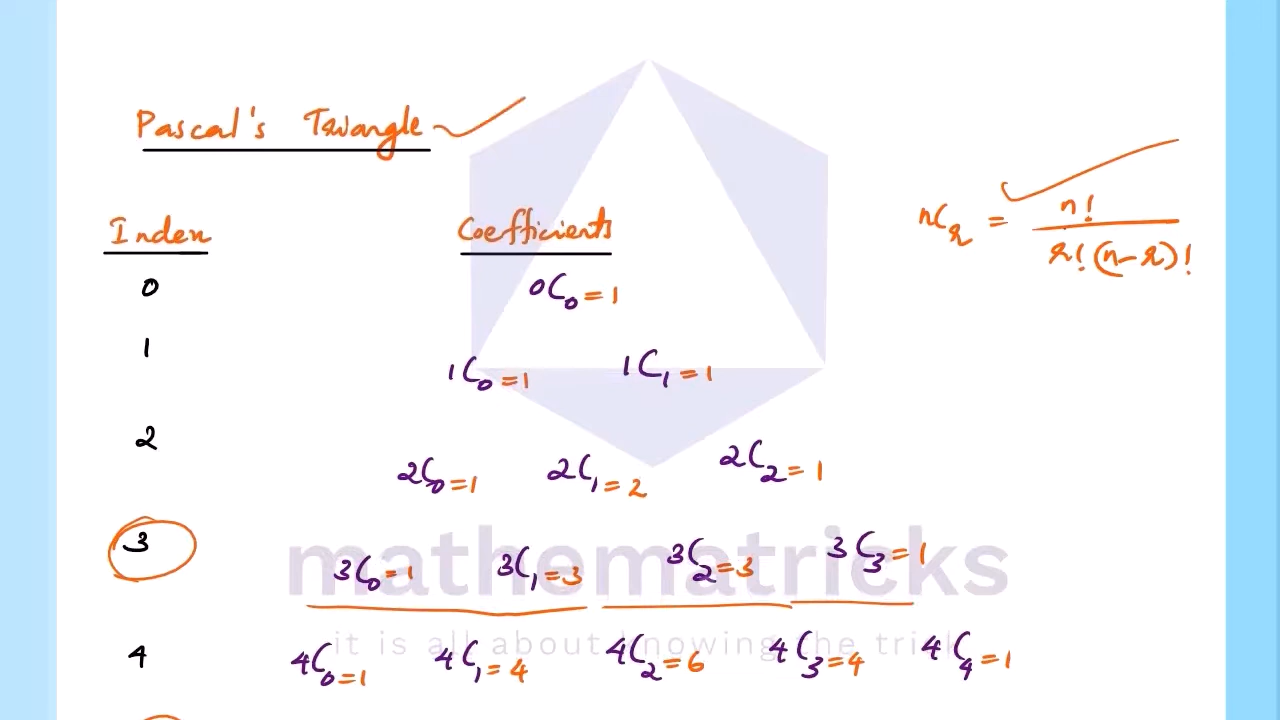 Pascal's Triangle
nCr = n! / r!(n-r)!
Index Coefficients
0 0C0 = 1
1 1C0 = 1 1C1 = 1
2 2C0 = 1 2C1 = 2 2C2 = 1
3 3C0 = 1 3C1 = 3 3C2 = 3 3C3 = 1
mathematricks
it is all about knowing the trick
4 4C0 = 1 4C1 = 4 4C2 = 6 4C3 = 4 4C4 = 1